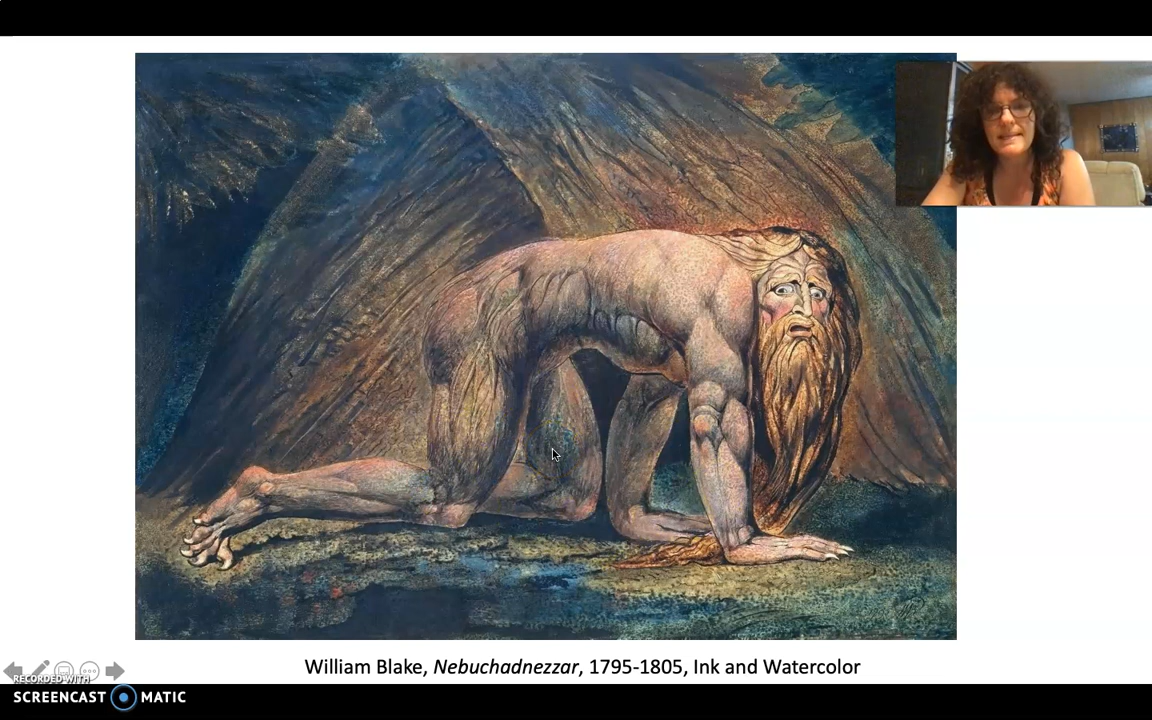 William Blake, Nebuchadnezzar, 1795-1805, Ink and Watercolor
RECORDED WITH
SCREENCAST MATIC